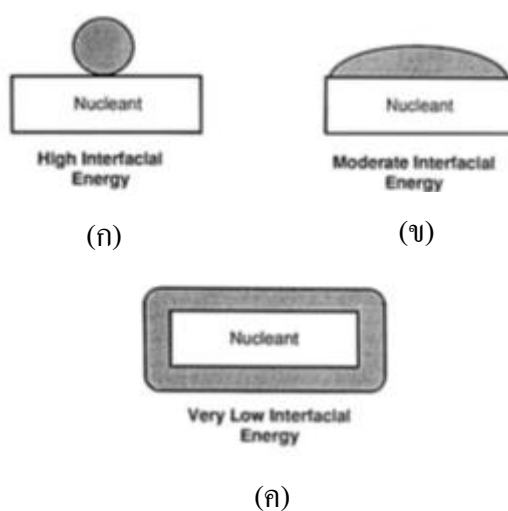 Nucleant
High Interfacial
Energy
(ก)
Nucleant
Moderate Interfacial
Energy
(ข)
Nucleant
Very Low Interfacial
Energy
(ค)